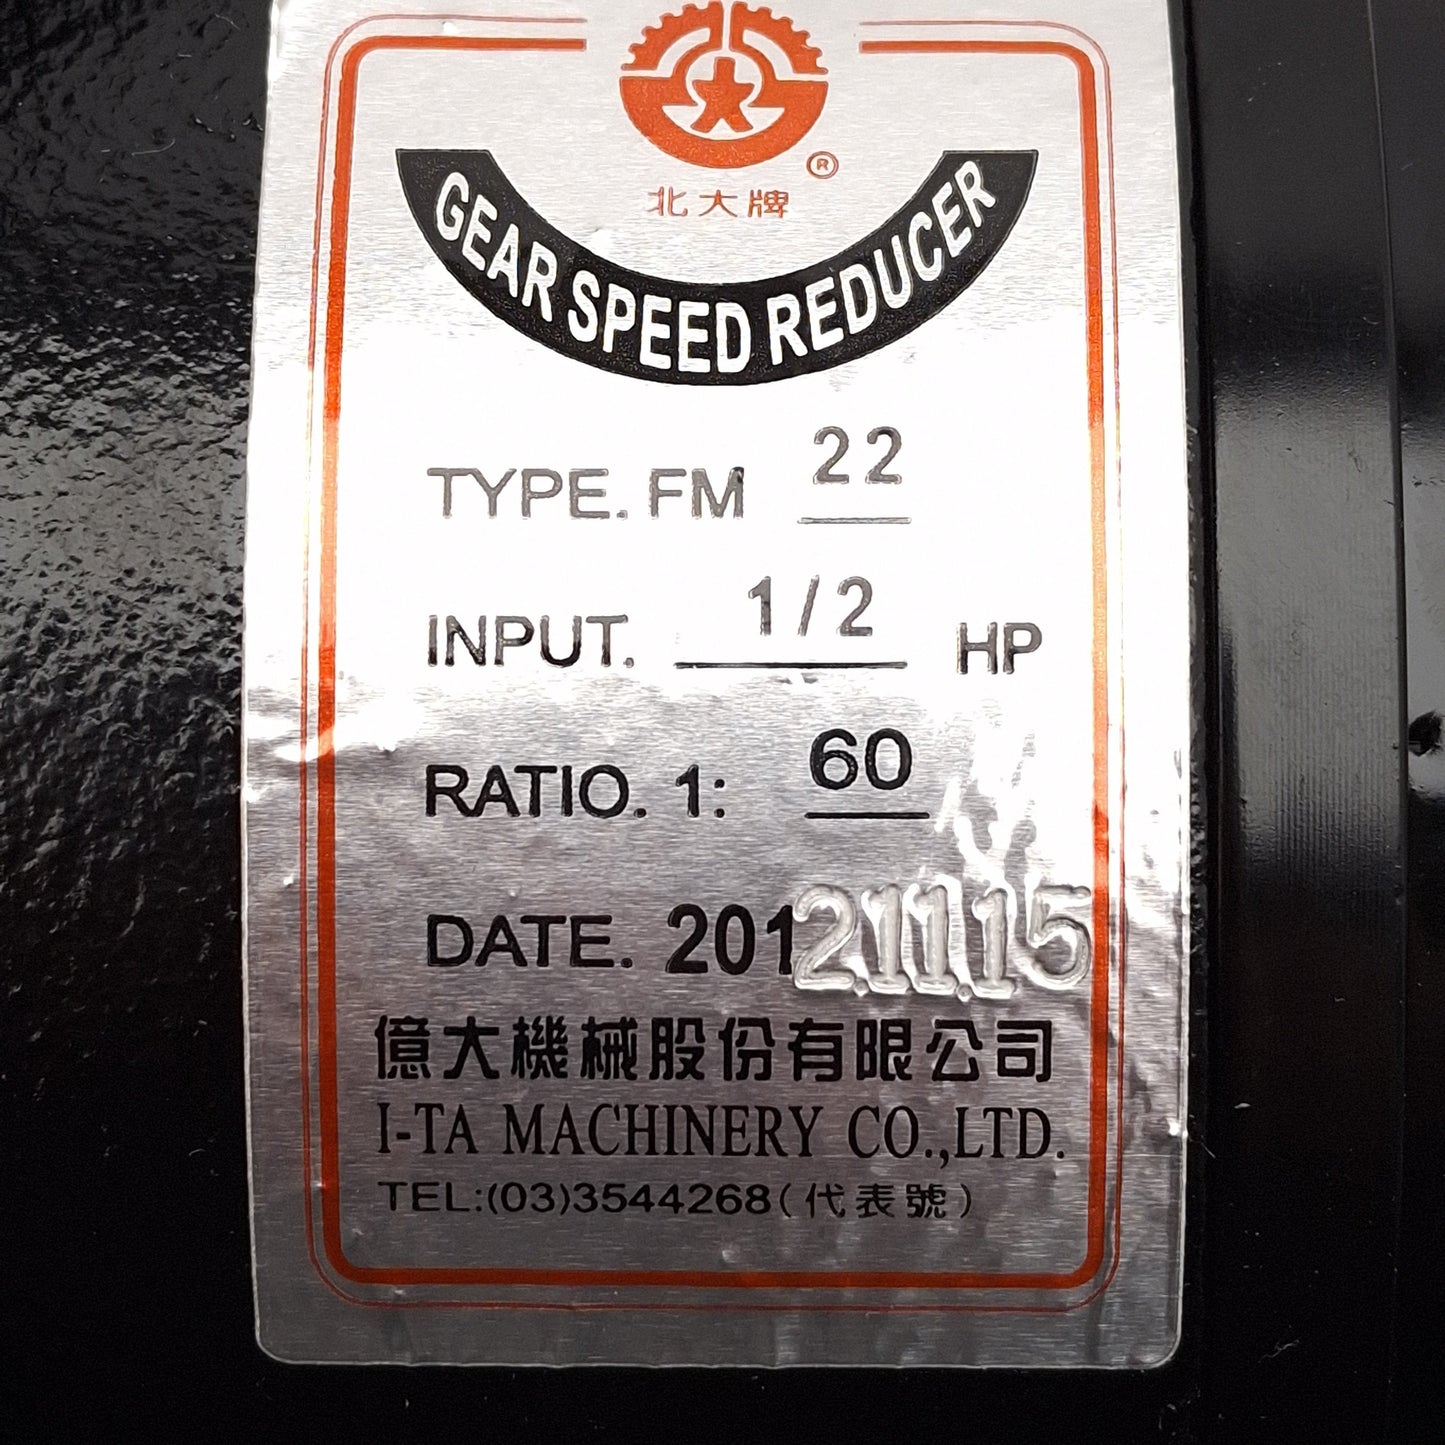 ®
北大牌
GEAR SPEED REDUCER
TYPE. FM 22
INPUT. 1/2 HP
RATIO. 1: 60
DATE. 2012.11.15
億大機械股份有限公司
I-TA MACHINERY CO.,LTD.
TEL:(03)3544268(代表號)